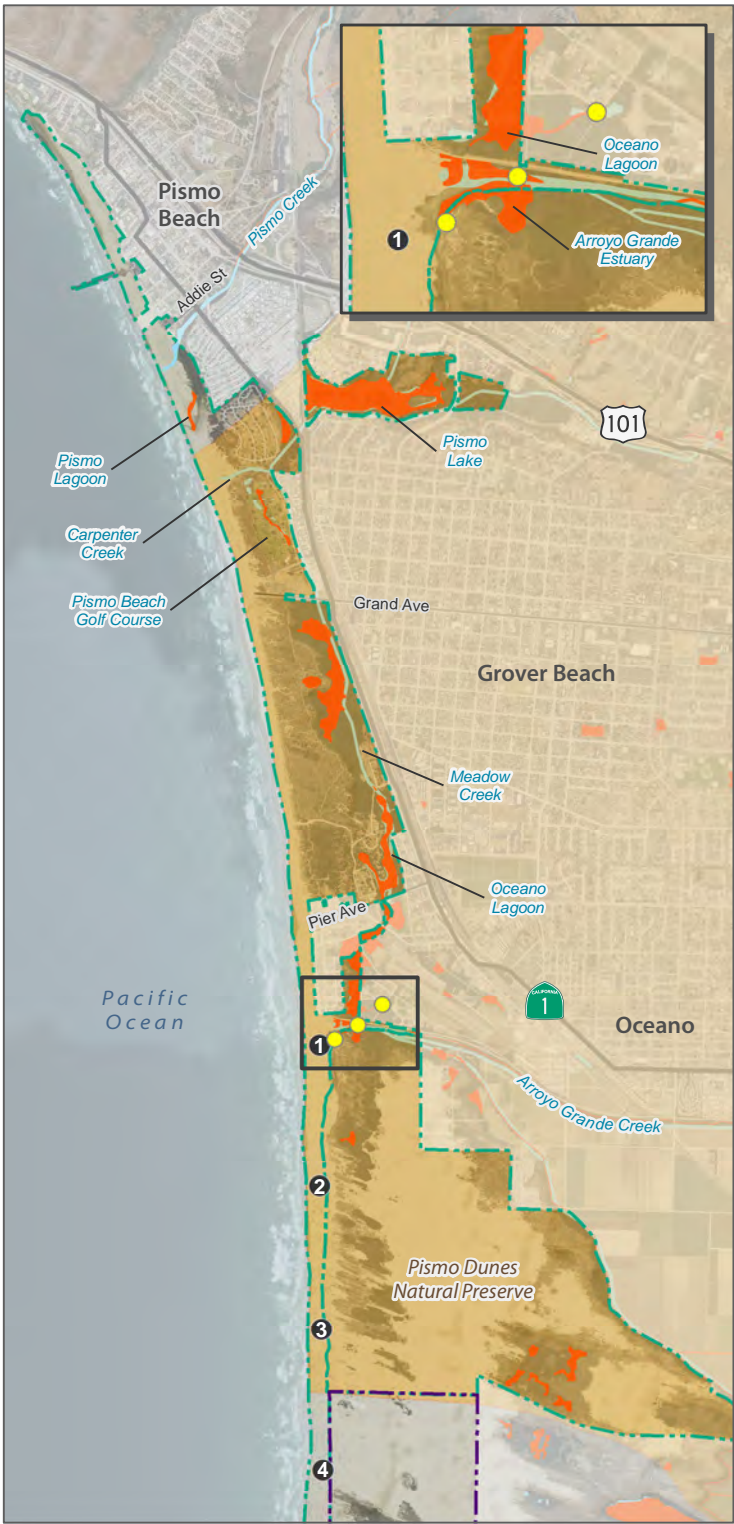 Oceano
Lagoon
1
Arroyo Grande
Estuary
Pismo
Beach
Pismo Creek
Addie St
101
Pismo
Lake
Pismo
Lagoon
Carpenter
Creek
Pismo Beach
Golf Course
Grand Ave
Grover Beach
Meadow
Creek
Oceano
Lagoon
Pier Ave
Pacific
Ocean
CALIFORNIA
1
Oceano
1
Arroyo Grande Creek
2
Pismo Dunes
Natural Preserve
3
4